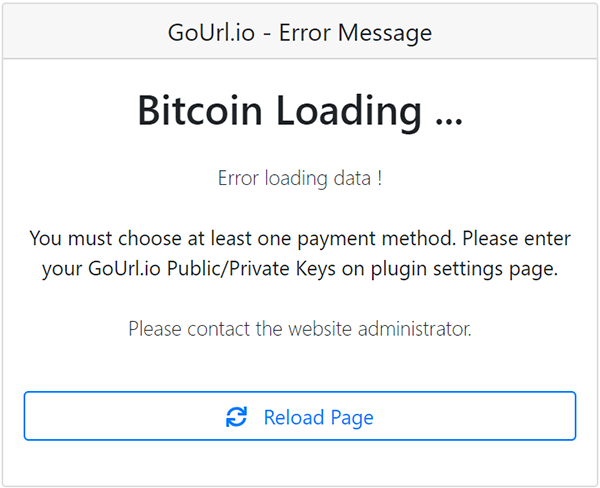 GoUrl.io - Error Message
Bitcoin Loading ...
Error loading data !
You must choose at least one payment method. Please enter
your GoUrl.io Public/Private Keys on plugin settings page.
Please contact the website administrator.
Reload Page